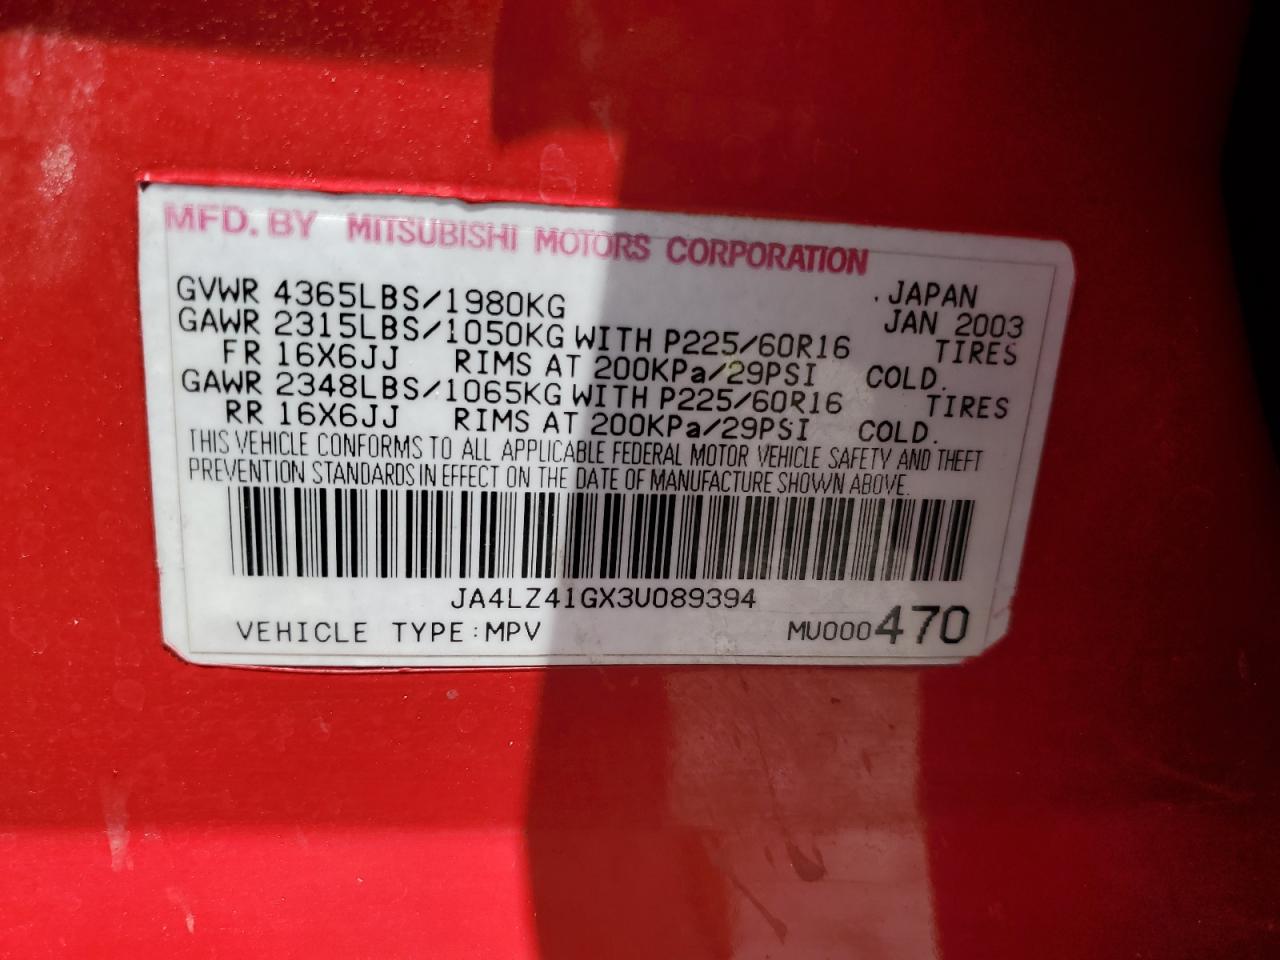 MFD. BY MITSUBISHI MOTORS CORPORATION
GVWR 4365LBS/1980KG .JAPAN
JAN 2003
GAWR 2315LBS/1050KG WITH P225/60R16 TIRES
FR 16X6JJ RIMS AT 200KPa/29PSI COLD.
GAWR 2348LBS/1065KG WITH P225/60R16 TIRES
RR 16X6JJ RIMS AT 200KPa/29PSI COLD.
THIS VEHICLE CONFORMS TO ALL APPLICABLE FEDERAL MOTOR VEHICLE SAFETY AND THEFT
PREVENTION STANDARDS IN EFFECT ON THE DATE OF MANUFACTURE SHOWN ABOVE.
JA4LZ41GX3U089394
VEHICLE TYPE:MPV MU000470